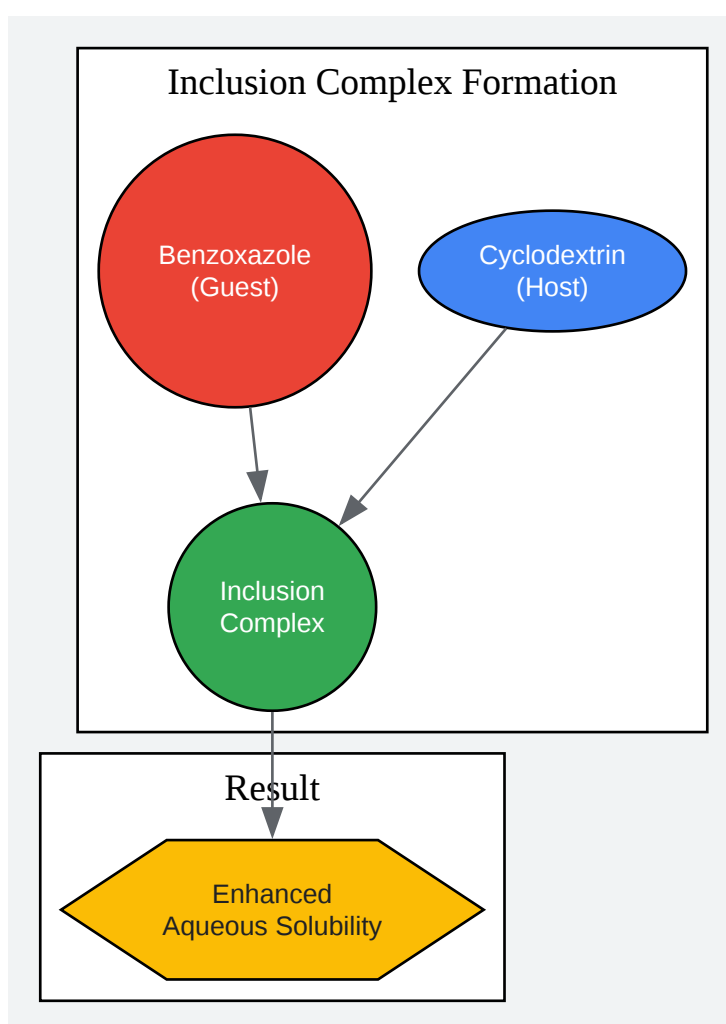 Inclusion Complex Formation
Benzoxazole
(Guest)
Cyclodextrin
(Host)
Inclusion
Complex
Result
Enhanced
Aqueous Solubility